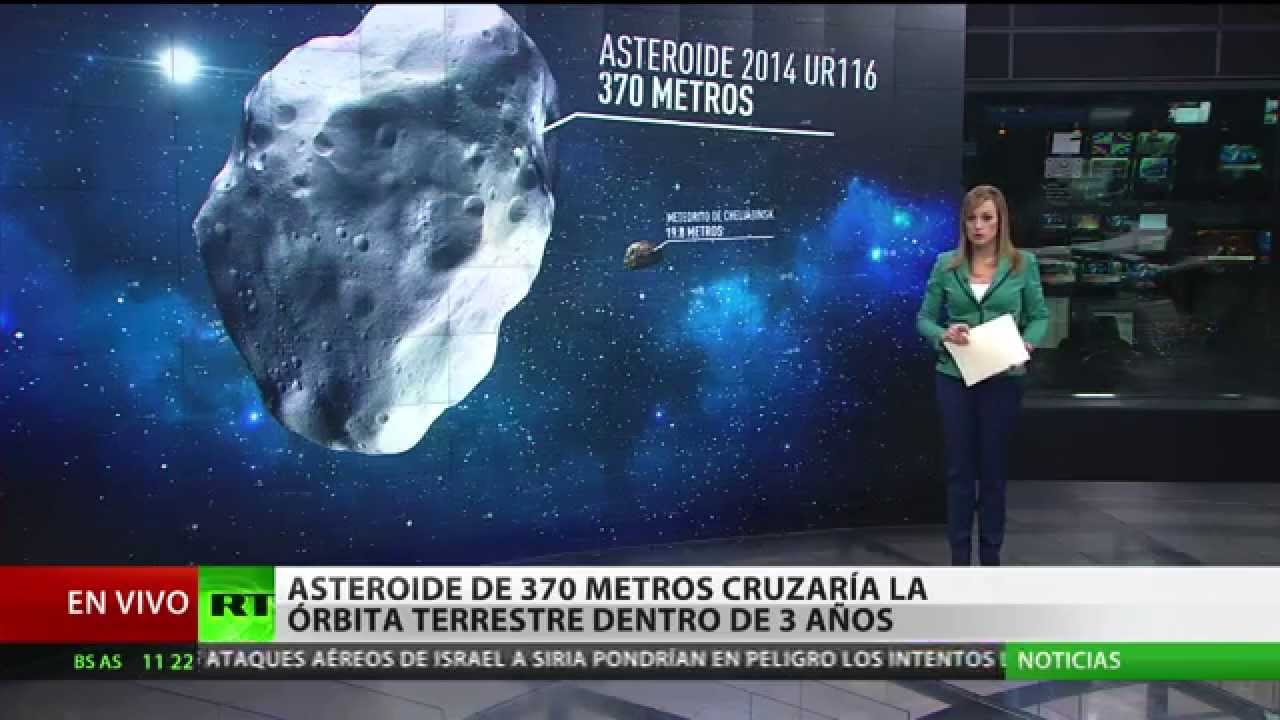 ASTEROIDE 2014 UR116
370 METROS
METEORITO DE CHELIÁBINSK
19.8 METROS
EN VIVO
RT
ASTEROIDE DE 370 METROS CRUZARÍA LA
ÓRBITA TERRESTRE DENTRO DE 3 AÑOS
BS AS 11:22
ATAQUES AÉREOS DE ISRAEL A SIRIA PONDRÍAN EN PELIGRO LOS INTENTOS
NOTICIAS